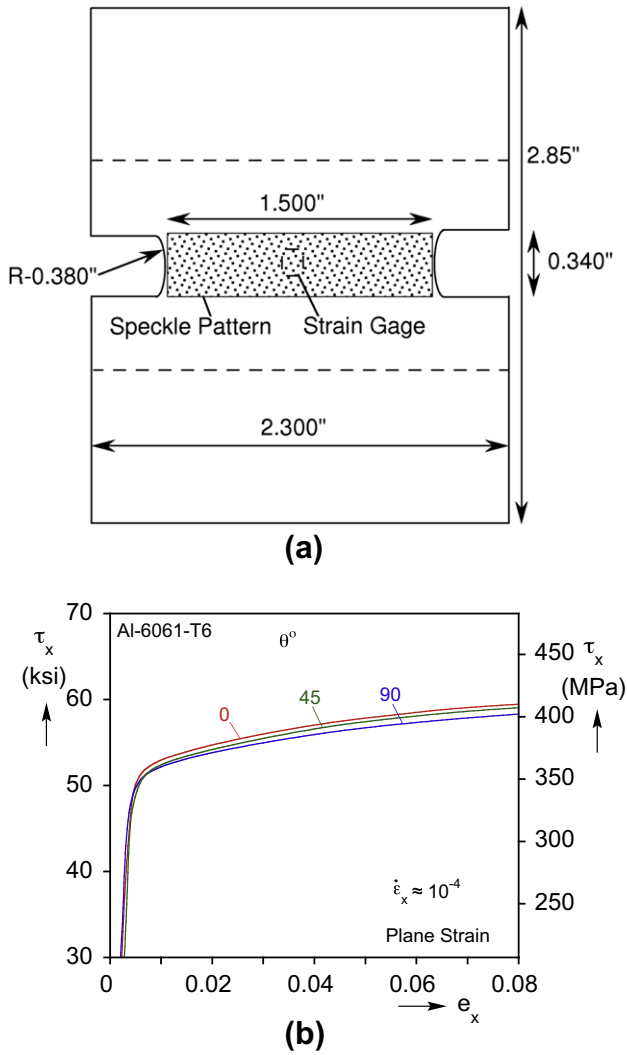 2.85"
1.500"
0.340"
R-0.380"
Speckle Pattern
Strain Gage
2.300"
(a)
70
Al-6061-T6
θº
τx
(ksi)
450
τx
(MPa)
60
0
45
90
400
50
350
40
300
ε̇x ≈ 10-4
250
Plane Strain
30
0
0.02
0.04
0.06
0.08
ex
(b)